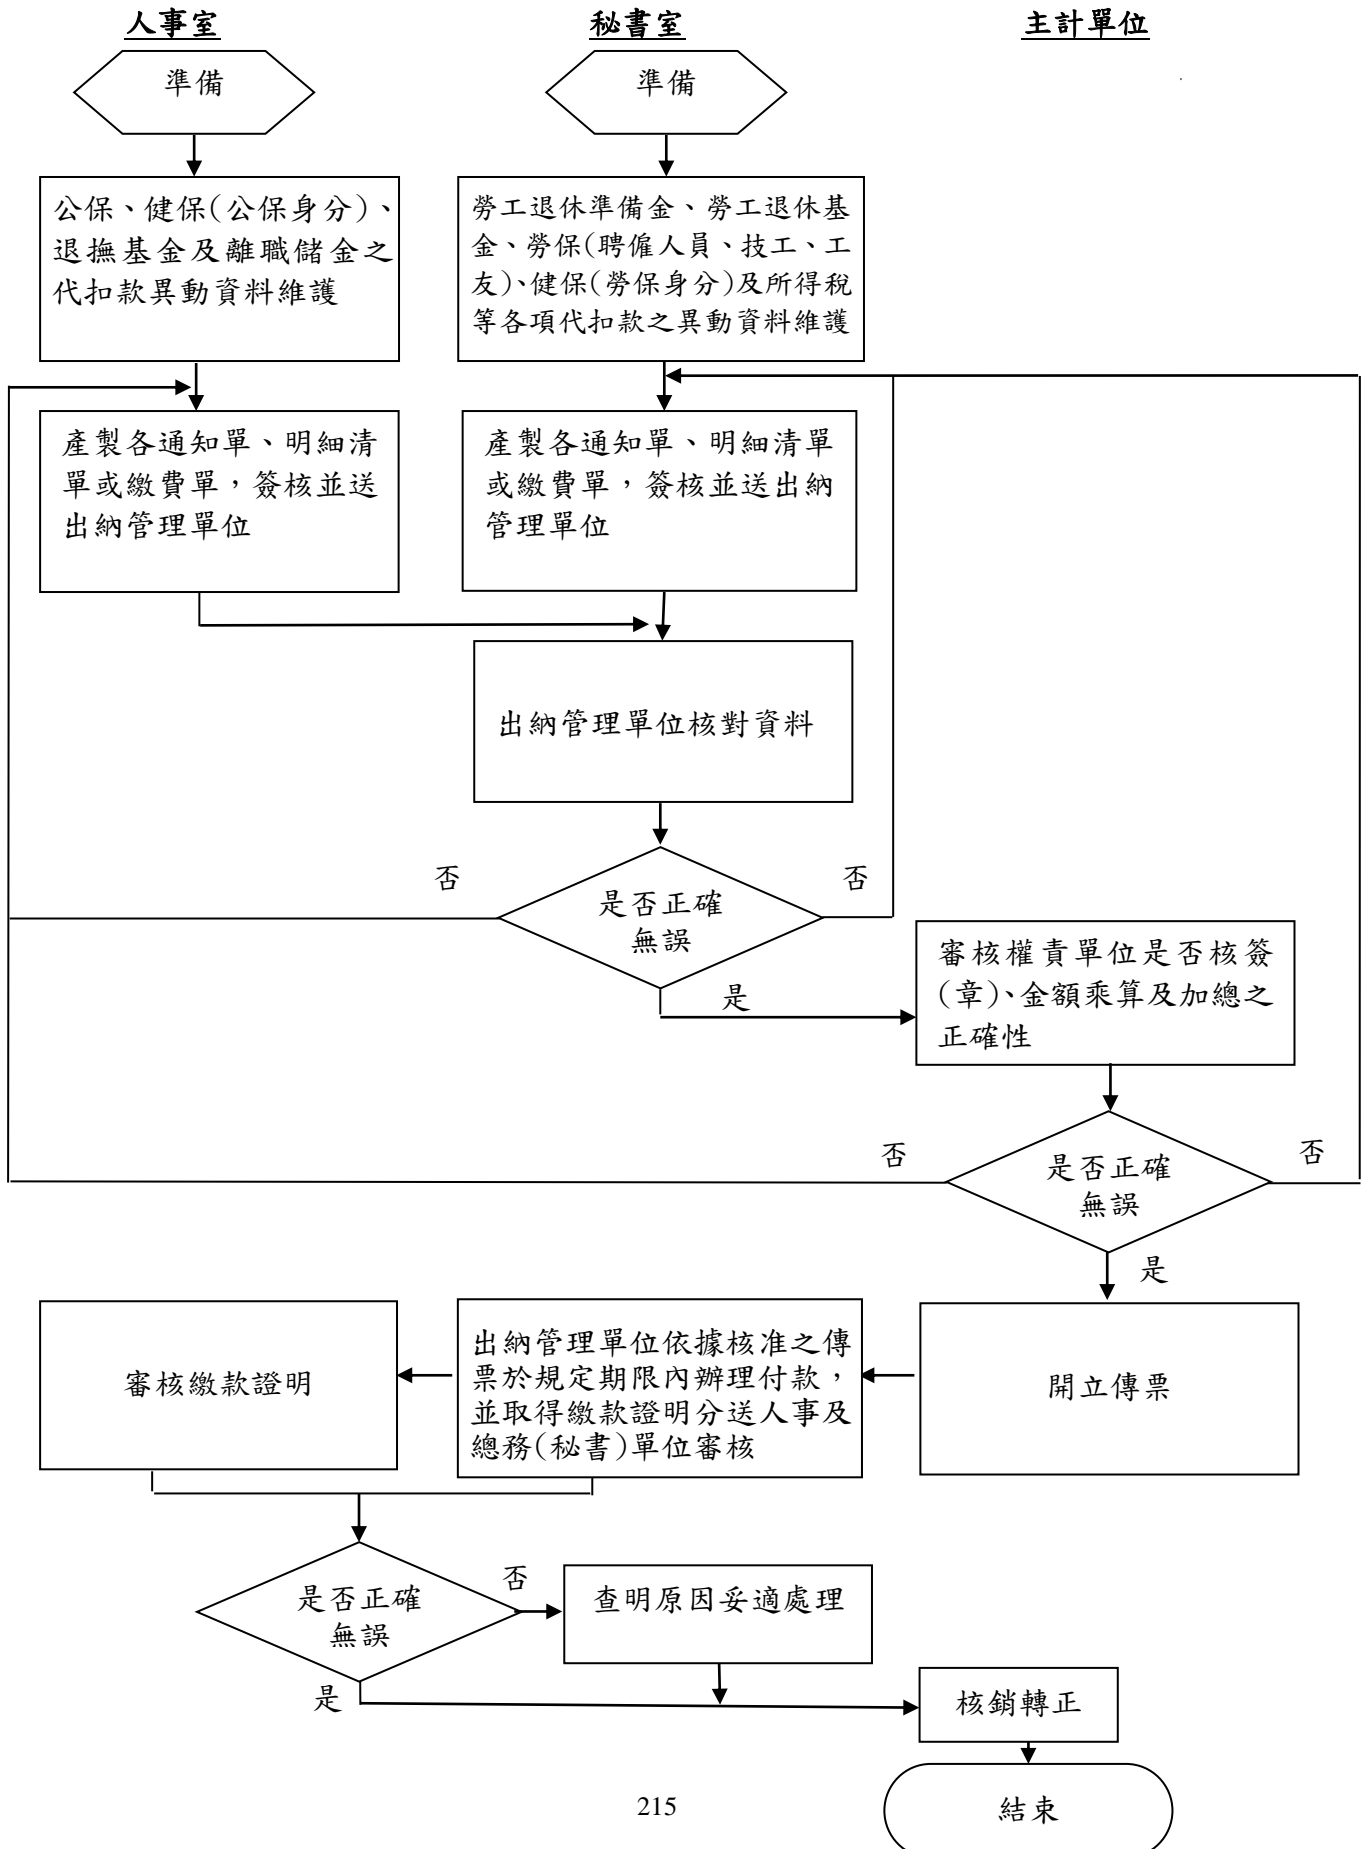 人事室
秘書室
主計單位
準備
準備
公保、健保(公保身分)、
退撫基金及離職儲金之
代扣款異動資料維護
勞工退休準備金、勞工退休基
金、勞保(聘僱人員、技工、工
友)、健保(勞保身分)及所得稅
等各項代扣款之異動資料維護
產製各通知單、明細清
單或繳費單，簽核並送
出納管理單位
產製各通知單、明細清單
或繳費單，簽核並送出納
管理單位
出納管理單位核對資料
否
是否正確
無誤
否
是
審核權責單位是否核簽
(章)、金額乘算及加總之
正確性
否
是否正確
無誤
否
是
審核繳款證明
出納管理單位依據核准之傳
票於規定期限內辦理付款，
並取得繳款證明分送人事及
總務(秘書)單位審核
開立傳票
是否正確
無誤
否
查明原因妥適處理
是
核銷轉正
結束
215